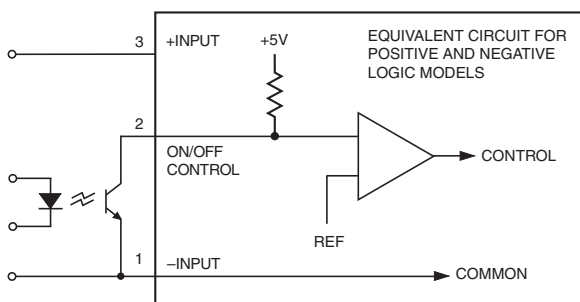 EQUIVALENT CIRCUIT FOR
POSITIVE AND NEGATIVE
LOGIC MODELS
3
+INPUT
+5V
2
ON/OFF
CONTROL
CONTROL
REF
1
–INPUT
COMMON